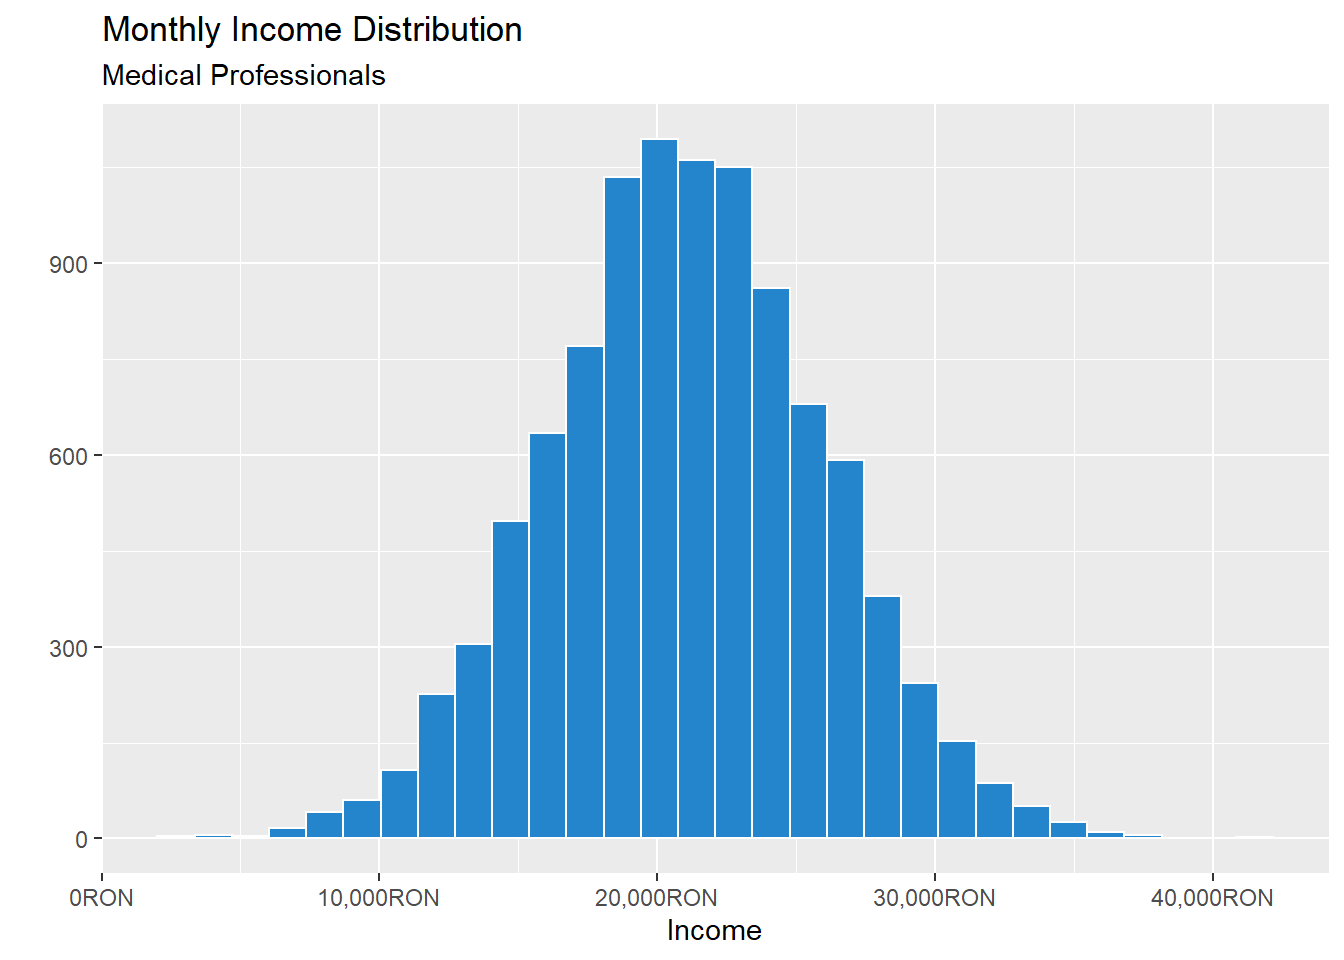 Monthly Income Distribution
Medical Professionals
900
600
300
0
0RON 10,000RON 20,000RON 30,000RON 40,000RON
Income